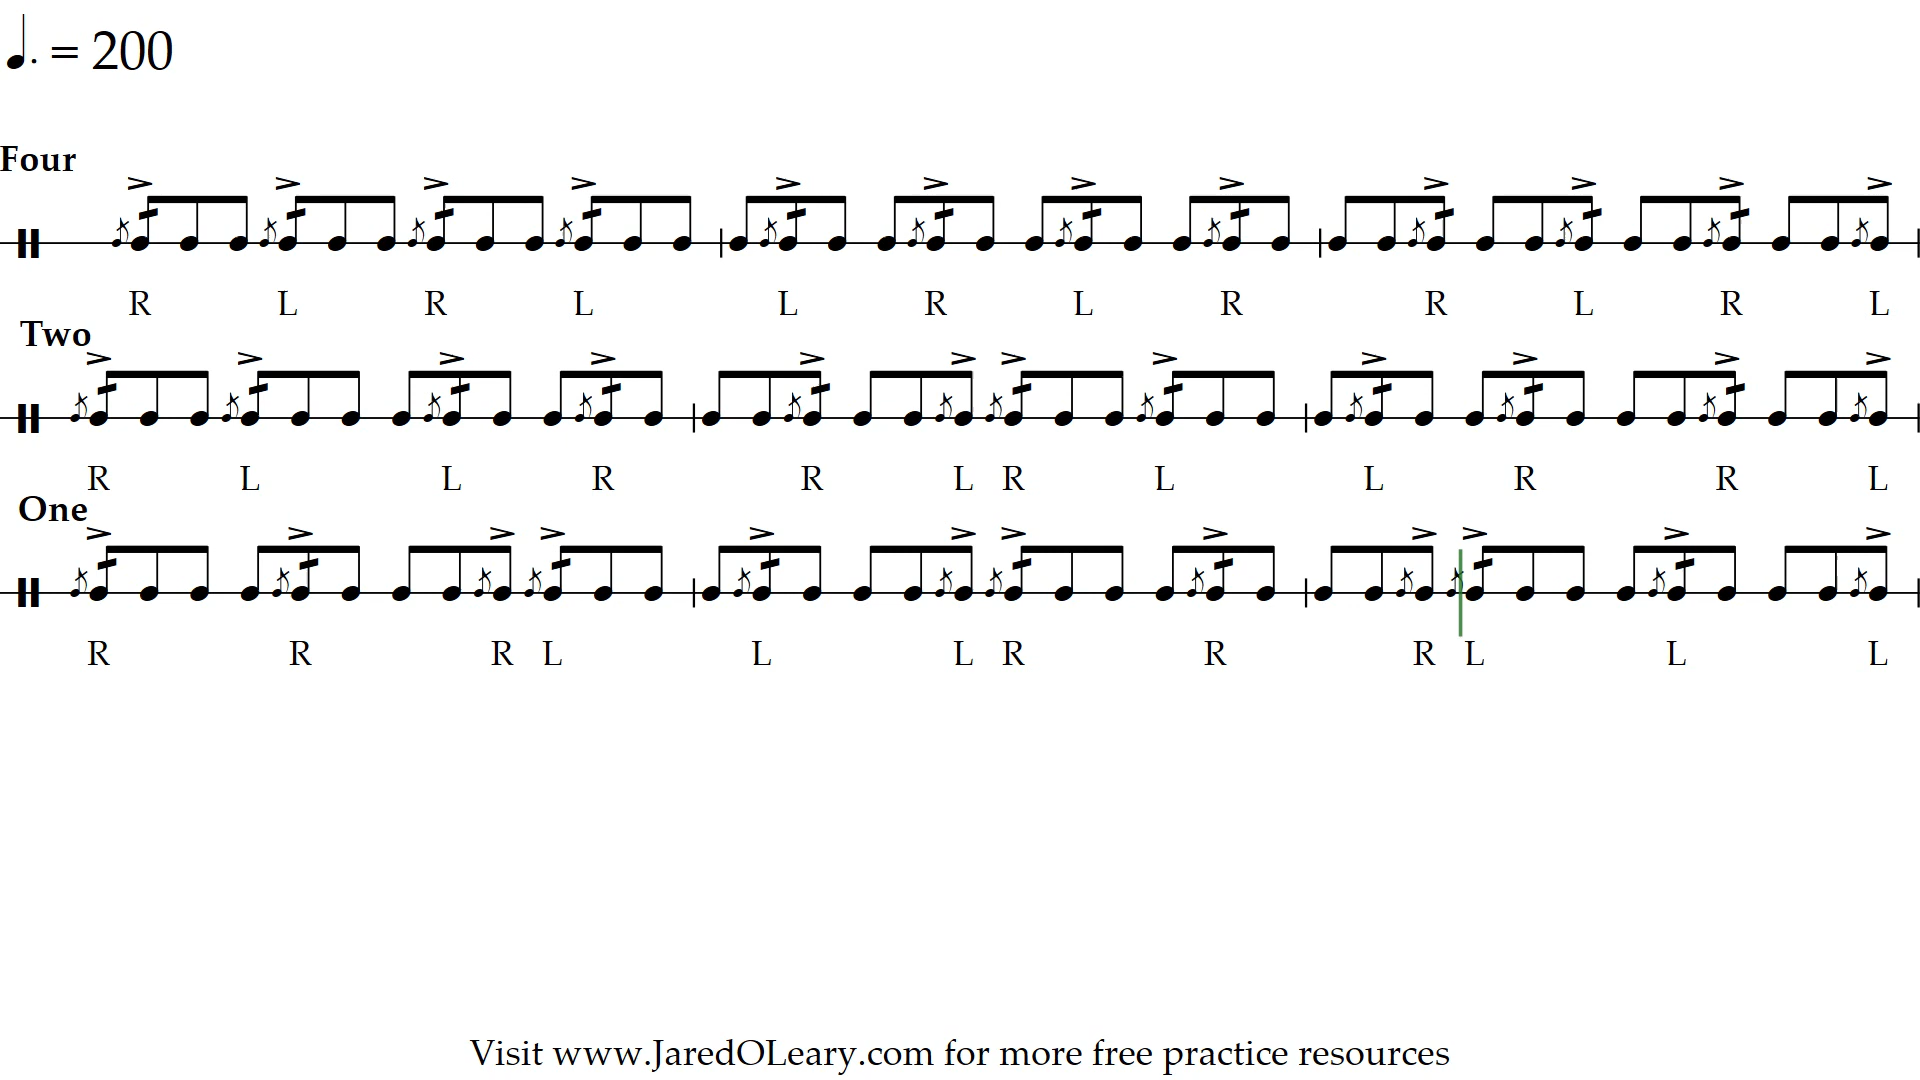 ♩. = 200
Four
R L R L L R L R R L R L
Two
R L L R R L R L L R R L
One
R R R L L L R R R L L L
Visit www.JaredOLeary.com for more free practice resources